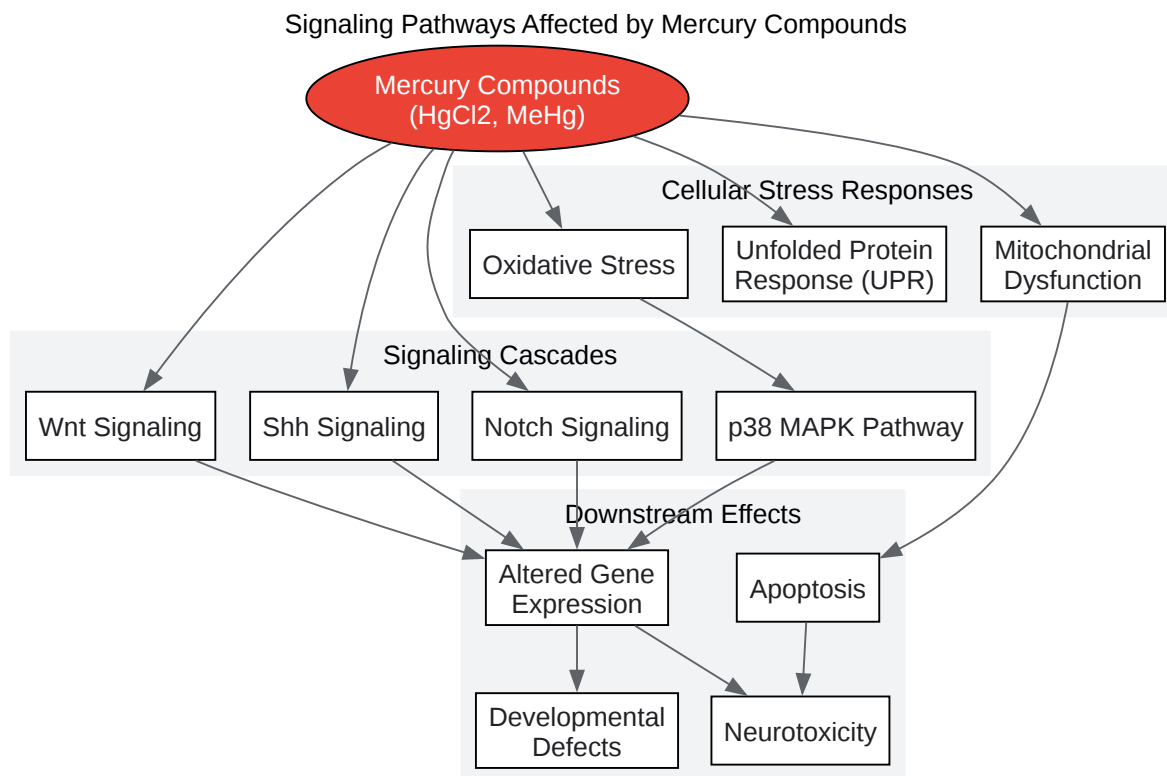 Signaling Pathways Affected by Mercury Compounds
Mercury Compounds
(HgCl2, MeHg)
Cellular Stress Responses
Oxidative Stress
Unfolded Protein
Response (UPR)
Mitochondrial
Dysfunction
Signaling Cascades
Wnt Signaling
Shh Signaling
Notch Signaling
p38 MAPK Pathway
Downstream Effects
Altered Gene
Expression
Apoptosis
Developmental
Defects
Neurotoxicity